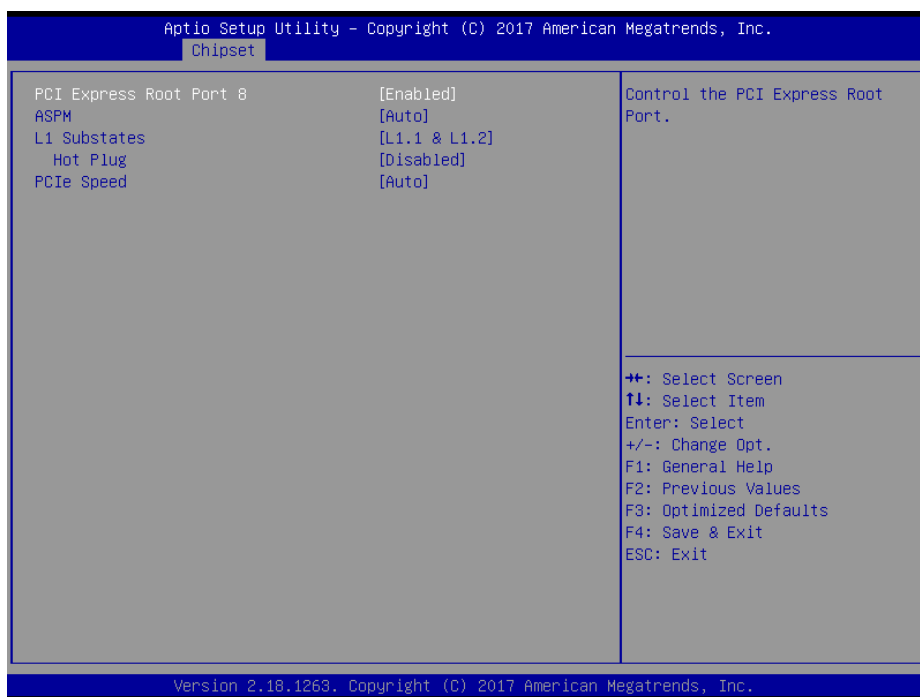 Aptio Setup Utility – Copyright (C) 2017 American Megatrends, Inc.
Chipset
PCI Express Root Port 8 [Enabled]
ASPM [Auto]
L1 Substates [L1.1 & L1.2]
Hot Plug [Disabled]
PCIe Speed [Auto]
Control the PCI Express Root
Port.
→←: Select Screen
↑↓: Select Item
Enter: Select
+/-: Change Opt.
F1: General Help
F2: Previous Values
F3: Optimized Defaults
F4: Save & Exit
ESC: Exit
Version 2.18.1263. Copyright (C) 2017 American Megatrends, Inc.